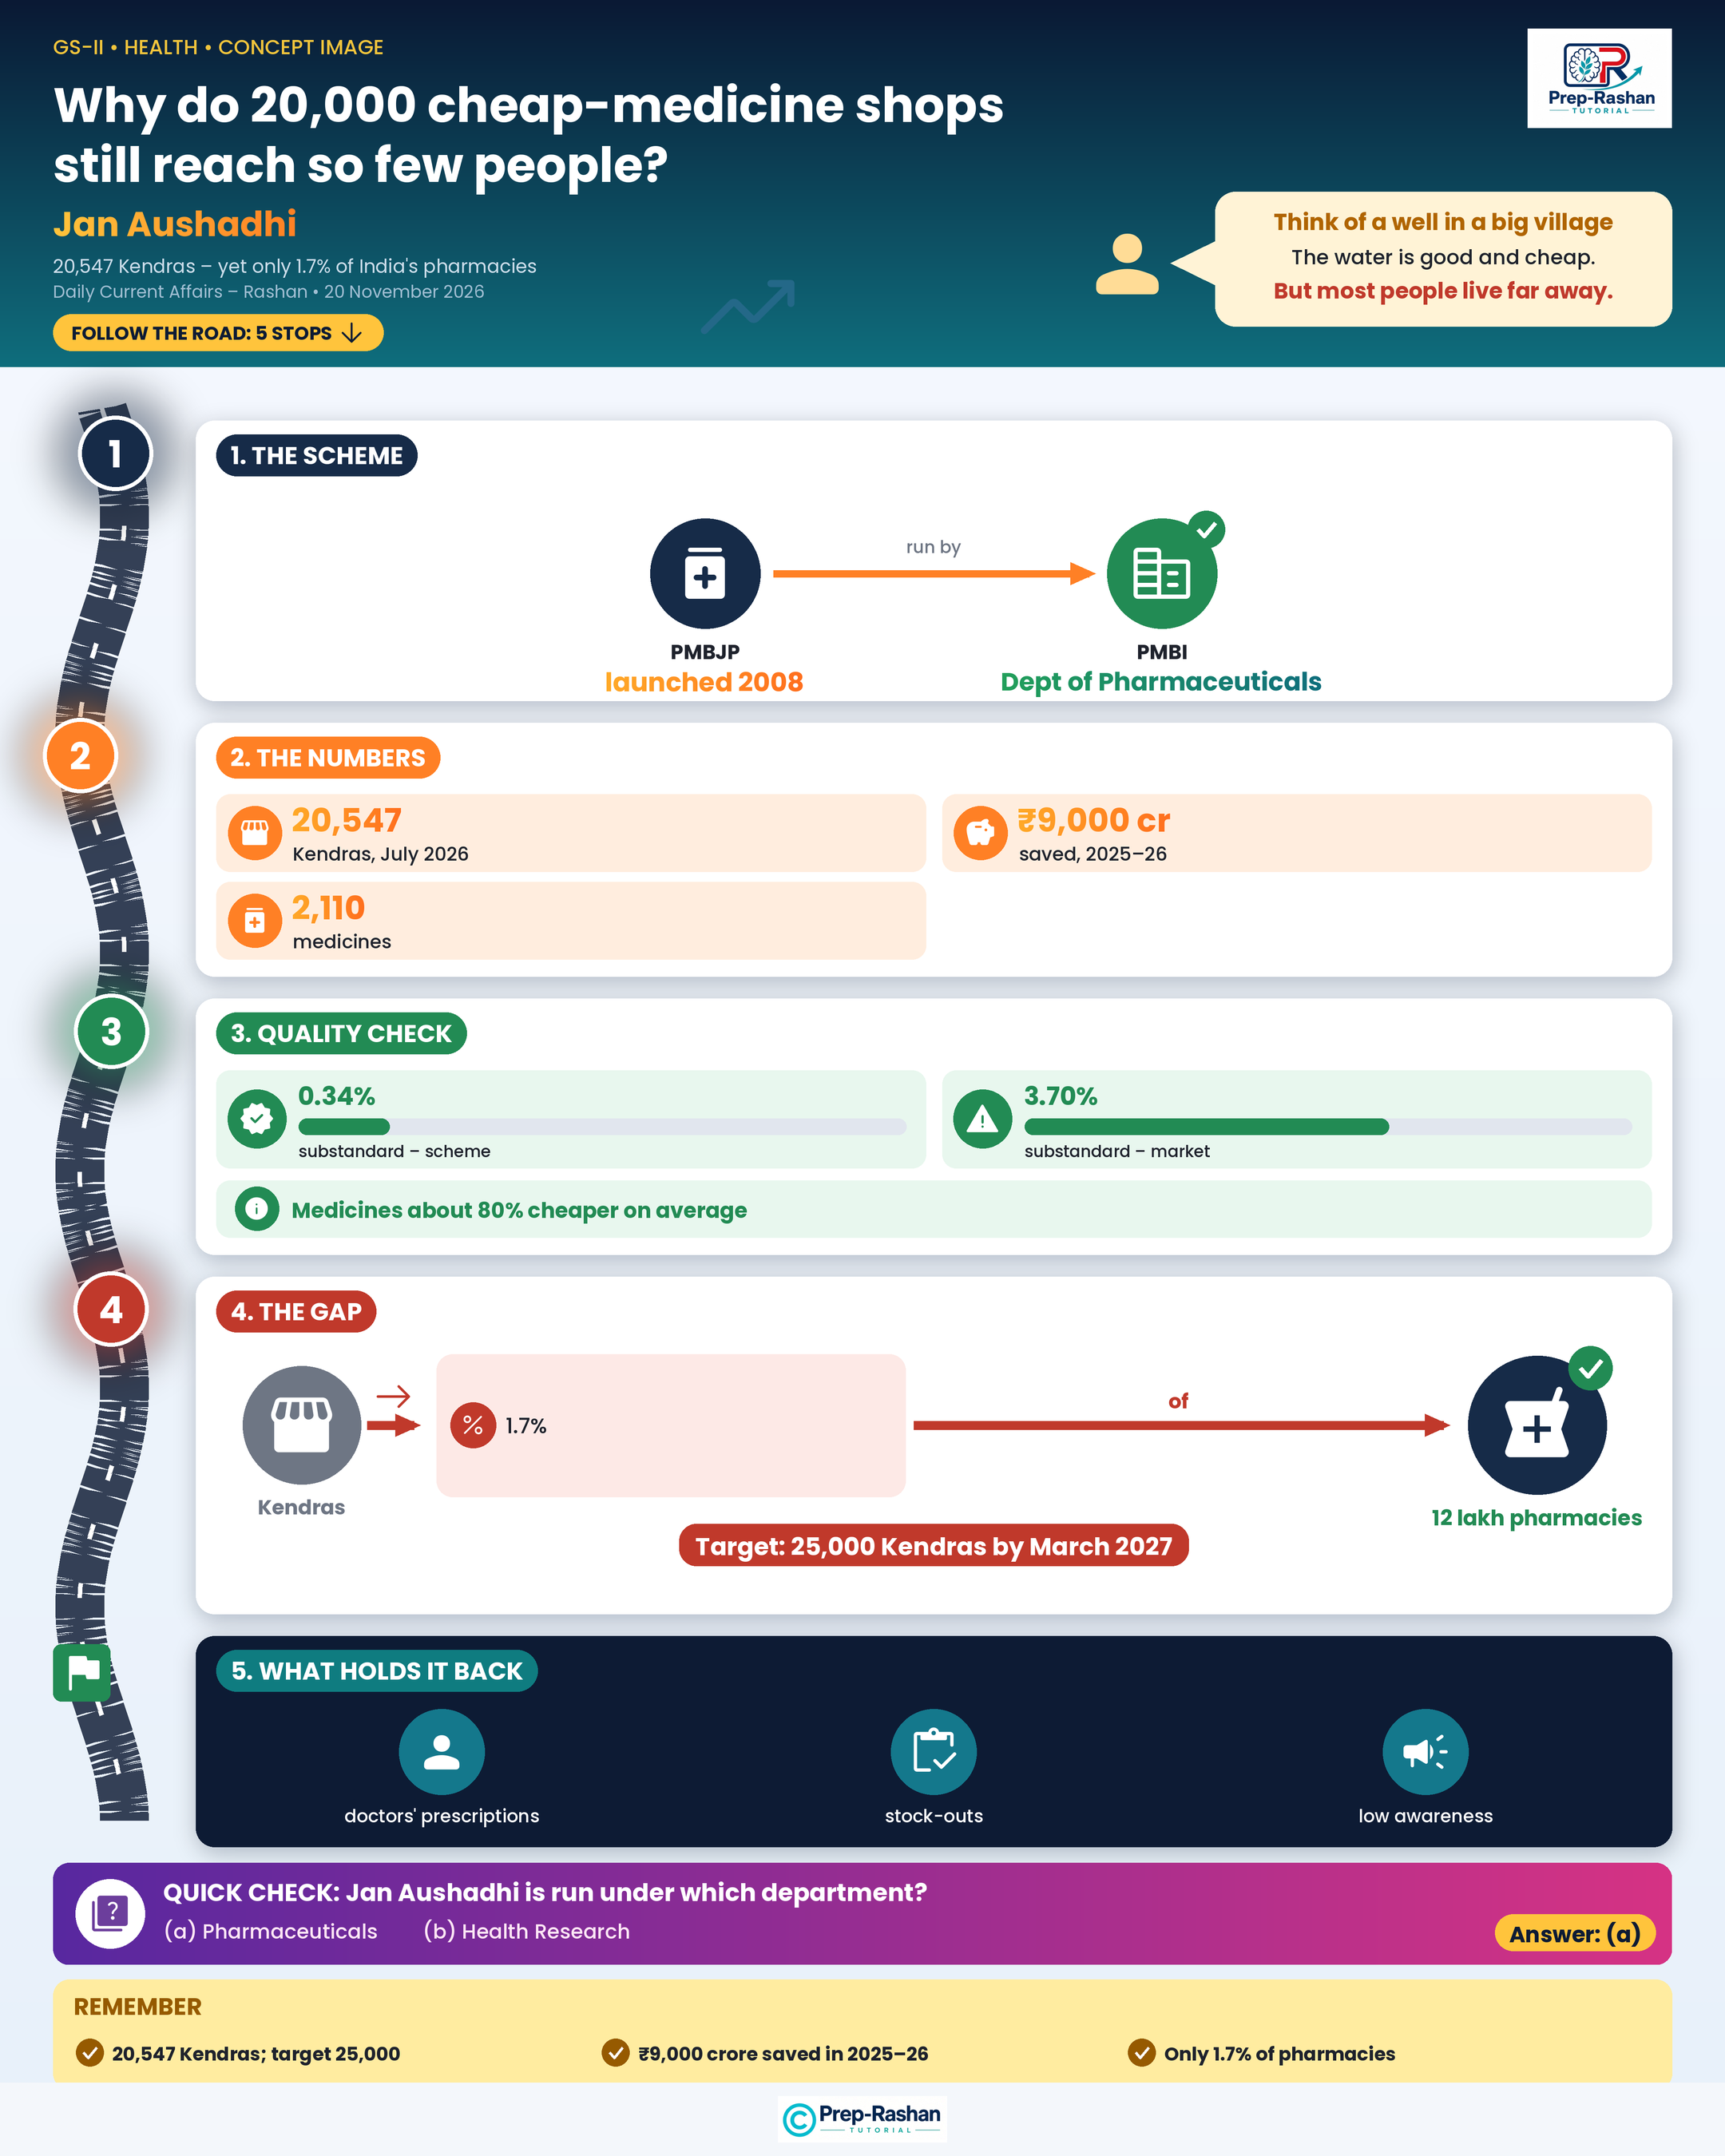 GS-II • HEALTH • CONCEPT IMAGE
Why do 20,000 cheap-medicine shops
still reach so few people?
Jan Aushadhi
20,547 Kendras – yet only 1.7% of India's pharmacies
Daily Current Affairs – Rashan • 20 November 2026
FOLLOW THE ROAD: 5 STOPS
PR
Prep-Rashan
TUTORIAL
Think of a well in a big village
The water is good and cheap.
But most people live far away.
1
1. THE SCHEME
run by
PMBJP
launched 2008
PMBI
Dept of Pharmaceuticals
2
2. THE NUMBERS
20,547
Kendras, July 2026
₹9,000 cr
saved, 2025–26
2,110
medicines
3
3. QUALITY CHECK
0.34%
substandard – scheme
3.70%
substandard – market
Medicines about 80% cheaper on average
4
4. THE GAP
Kendras
1.7%
of
12 lakh pharmacies
Target: 25,000 Kendras by March 2027
5. WHAT HOLDS IT BACK
doctors' prescriptions
stock-outs
low awareness
QUICK CHECK: Jan Aushadhi is run under which department?
(a) Pharmaceuticals (b) Health Research
Answer: (a)
REMEMBER
20,547 Kendras; target 25,000
₹9,000 crore saved in 2025–26
Only 1.7% of pharmacies
© Prep-Rashan
TUTORIAL